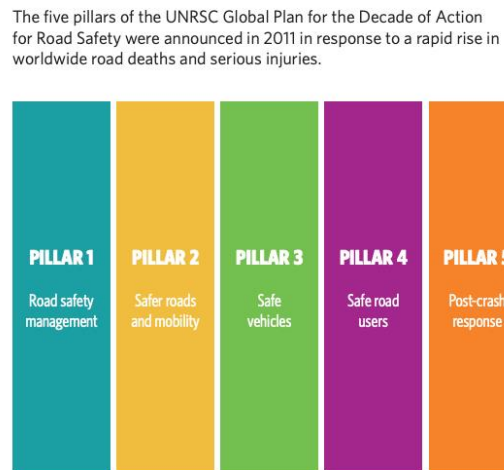 The five pillars of the UNRSC Global Plan for the Decade of Action
for Road Safety were announced in 2011 in response to a rapid rise in
worldwide road deaths and serious injuries.
PILLAR 1
Road safety
management
PILLAR 2
Safer roads
and mobility
PILLAR 3
Safe
vehicles
PILLAR 4
Safe road
users
PILLAR 5
Post-crash
response